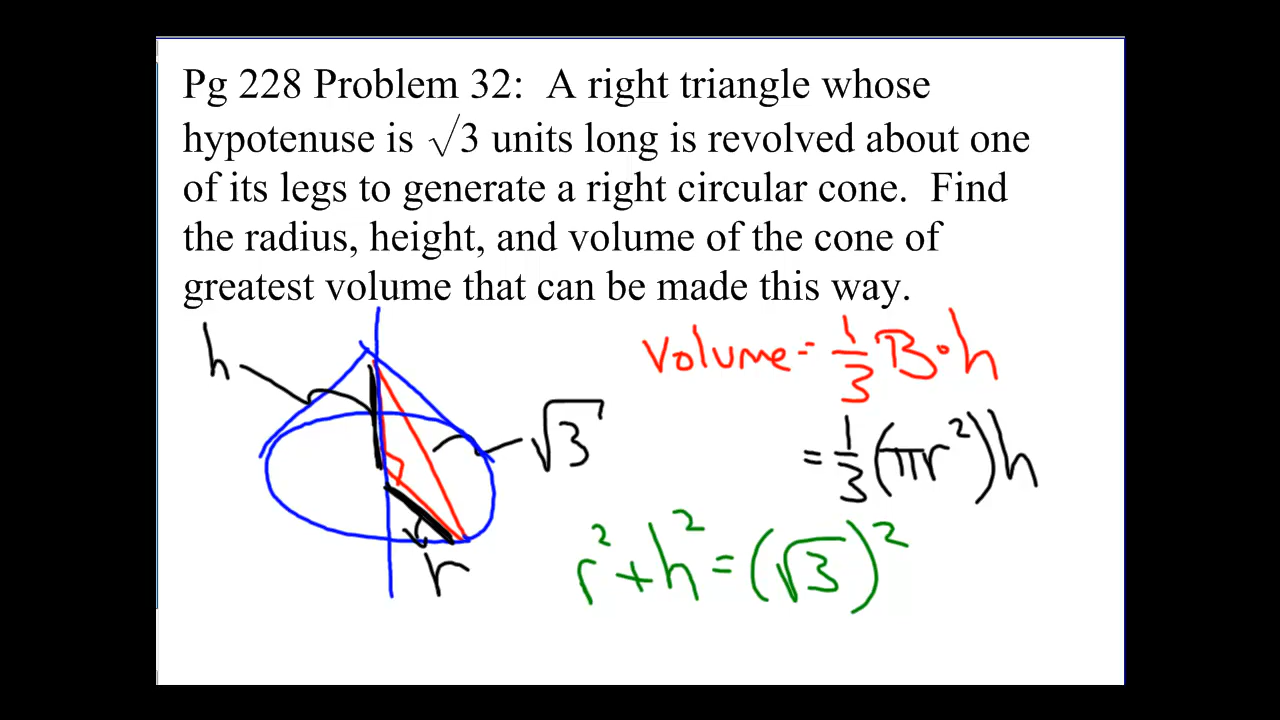 Pg 228 Problem 32: A right triangle whose
hypotenuse is √3 units long is revolved about one
of its legs to generate a right circular cone. Find
the radius, height, and volume of the cone of
greatest volume that can be made this way.
h
Volume = 1/3 B • h
√3
= 1/3 (πr²)h
r² + h² = (√3)²
r